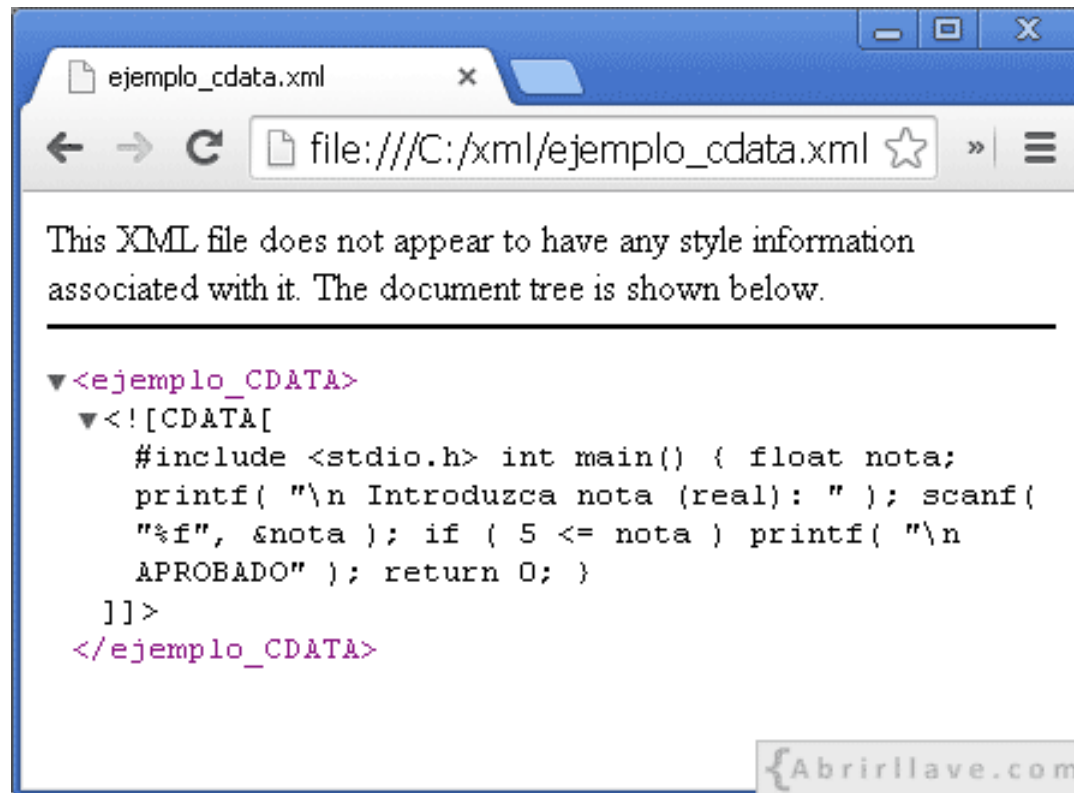 ejemplo_cdata.xml
file:///C:/xml/ejemplo_cdata.xml
This XML file does not appear to have any style information
associated with it. The document tree is shown below.
<ejemplo_CDATA>
<![CDATA[
#include <stdio.h> int main() { float nota;
printf( "\n Introduzca nota (real): " ); scanf(
"%f", &nota ); if ( 5 <= nota ) printf( "\n
APROBADO" ); return 0; }
]]>
</ejemplo_CDATA>
{Abrirllave.com